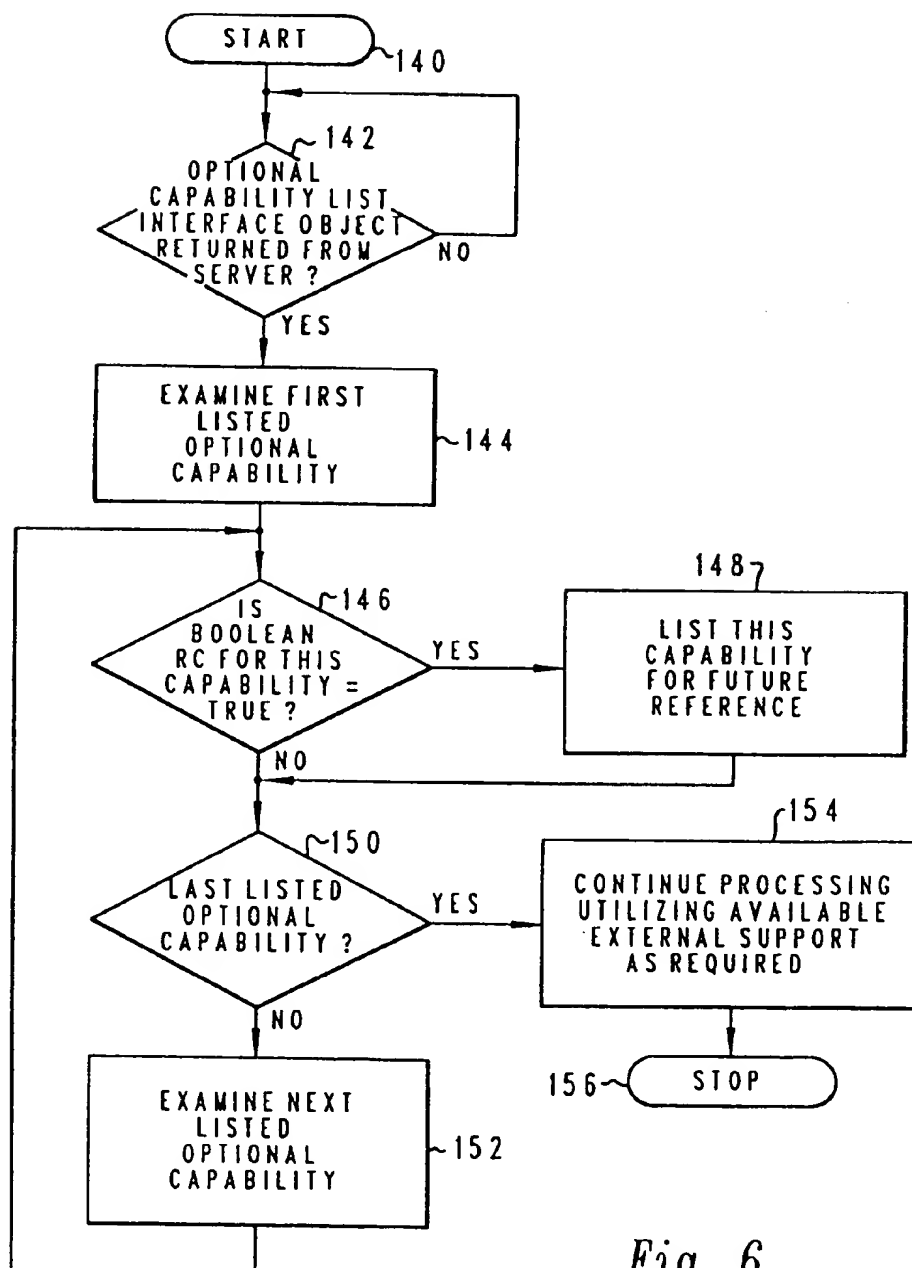 START
140
142
OPTIONAL
CAPABILITY LIST
INTERFACE OBJECT
RETURNED FROM
SERVER ?
NO
YES
EXAMINE FIRST
LISTED
OPTIONAL
CAPABILITY
144
146
IS
BOOLEAN
RC FOR THIS
CAPABILITY =
TRUE ?
YES
148
LIST THIS
CAPABILITY
FOR FUTURE
REFERENCE
NO
150
LAST LISTED
OPTIONAL
CAPABILITY ?
YES
154
CONTINUE PROCESSING
UTILIZING AVAILABLE
EXTERNAL SUPPORT
AS REQUIRED
NO
156
STOP
EXAMINE NEXT
LISTED
OPTIONAL
CAPABILITY
152
Fig. 6